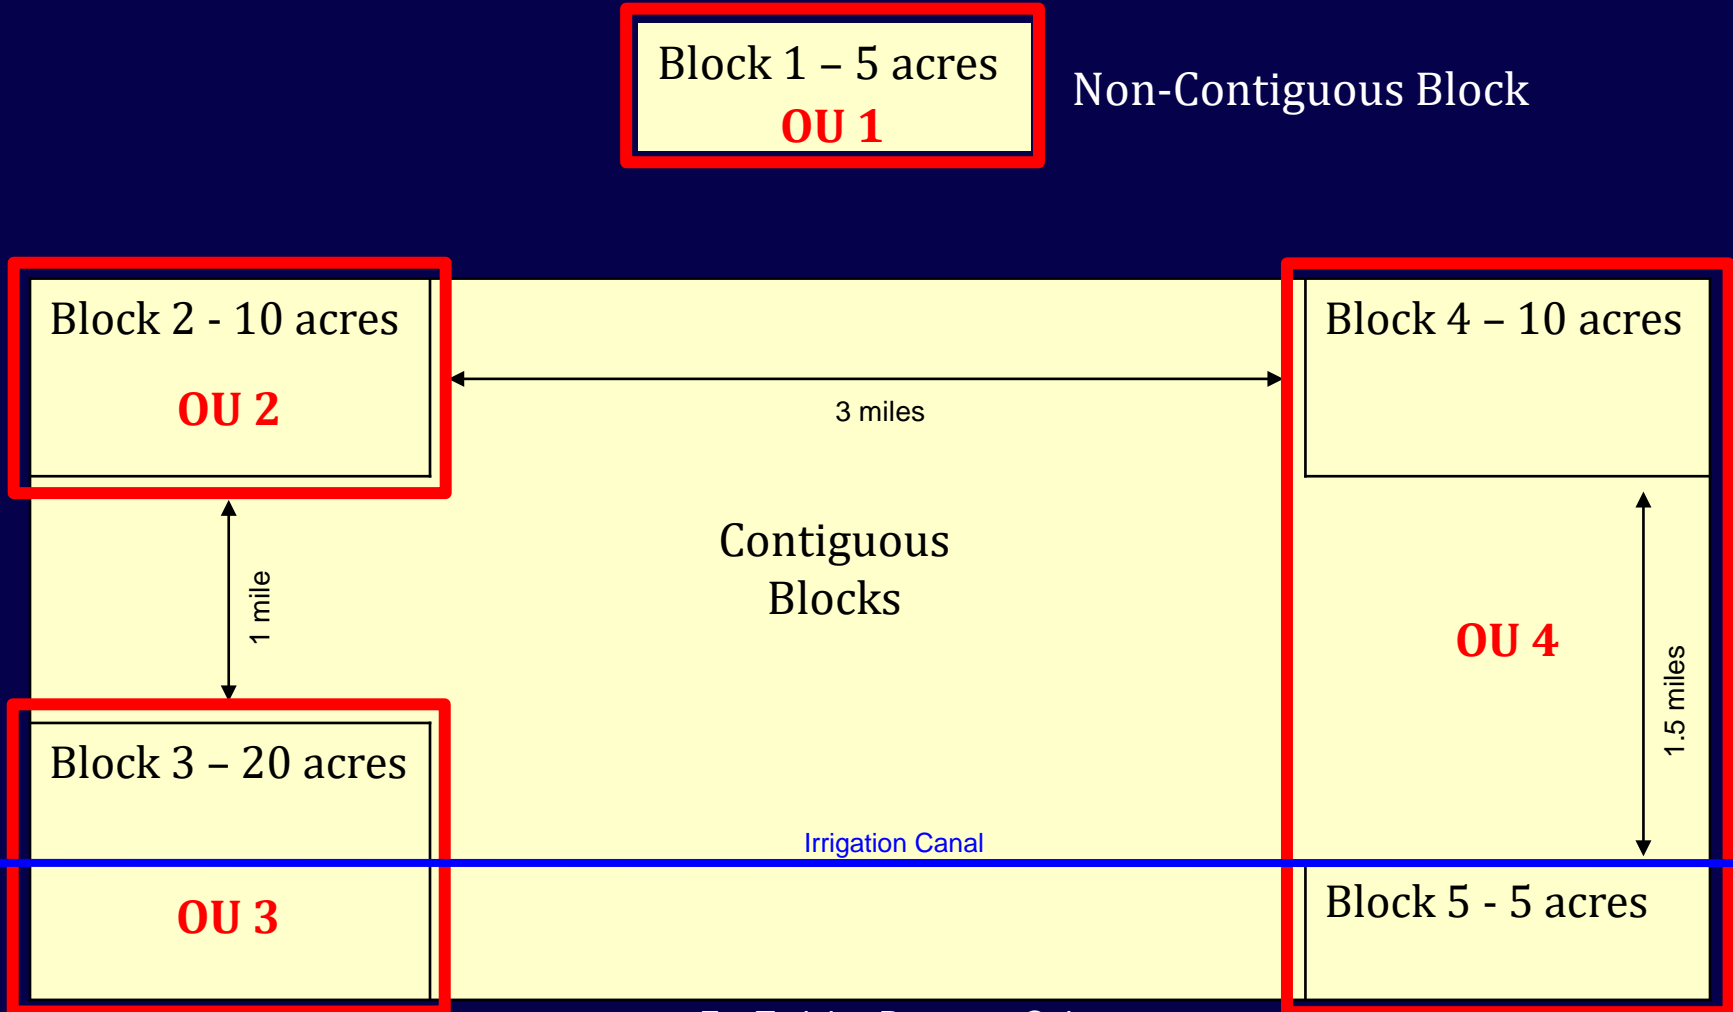 Block 1 – 5 acres
OU 1
Non-Contiguous Block
Block 2 - 10 acres
OU 2
Block 4 – 10 acres
3 miles
Contiguous
Blocks
1 mile
OU 4
1.5 miles
Block 3 – 20 acres
Irrigation Canal
OU 3
Block 5 - 5 acres